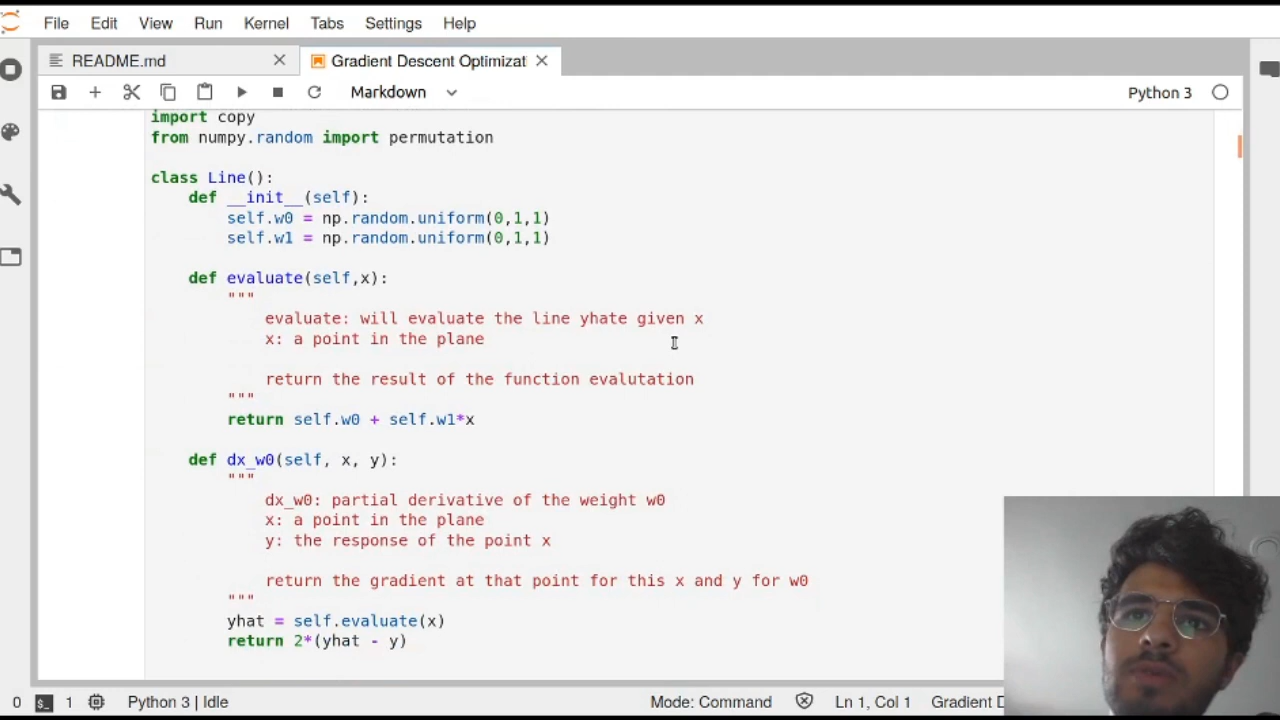 File Edit View Run Kernel Tabs Settings Help
README.md
Gradient Descent Optimizat
Markdown
Python 3
import copy
from numpy.random import permutation
class Line():
def __init__(self):
self.w0 = np.random.uniform(0,1,1)
self.w1 = np.random.uniform(0,1,1)
def evaluate(self,x):
"""
evaluate: will evaluate the line yhate given x
x: a point in the plane
return the result of the function evalutation
"""
return self.w0 + self.w1*x
def dx_w0(self, x, y):
"""
dx_w0: partial derivative of the weight w0
x: a point in the plane
y: the response of the point x
return the gradient at that point for this x and y for w0
"""
yhat = self.evaluate(x)
return 2*(yhat - y)
0 $_ 1 Python 3 | Idle Mode: Command Ln 1, Col 1 Gradient D